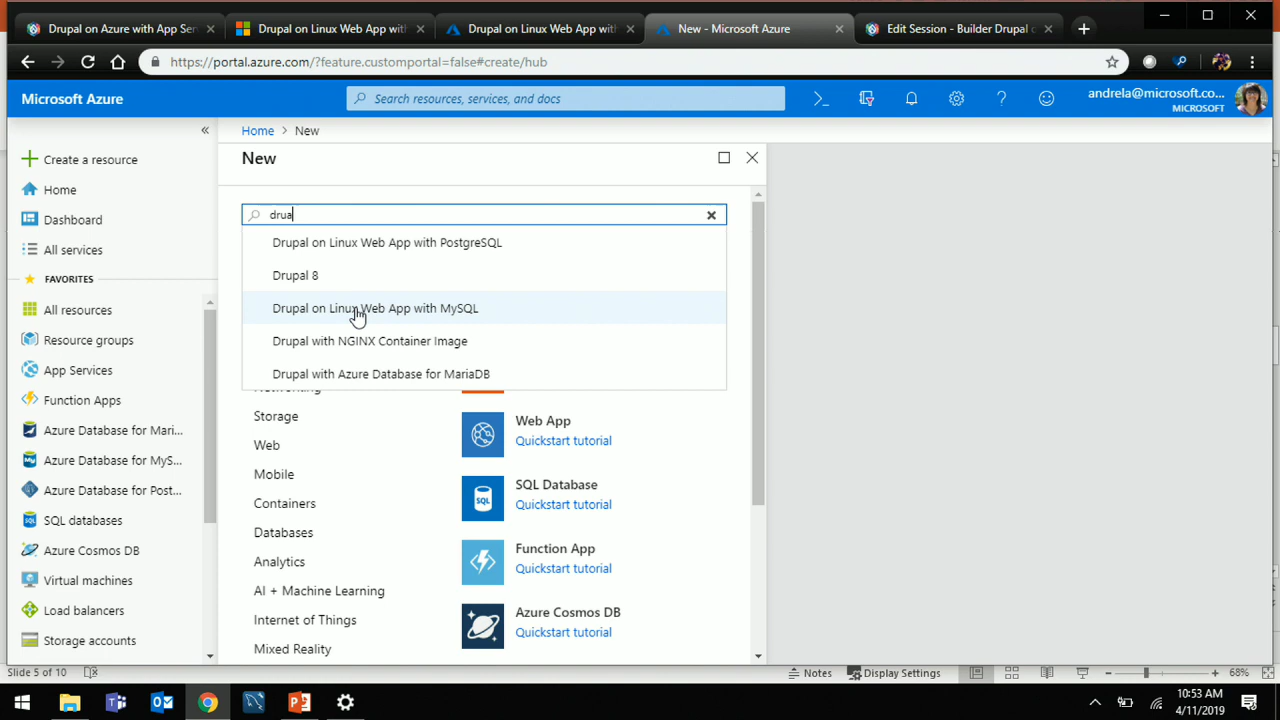 Drupal on Azure with App Serv
Drupal on Linux Web App with
Drupal on Linux Web App with
New - Microsoft Azure
Edit Session - Builder Drupal o
https://portal.azure.com/?feature.customportal=false#create/hub
Microsoft Azure
Search resources, services, and docs
andrela@microsoft.co...
MICROSOFT
Create a resource
Home
Dashboard
All services
FAVORITES
All resources
Resource groups
App Services
Function Apps
Azure Database for Mari...
Azure Database for MyS...
Azure Database for Post...
SQL databases
Azure Cosmos DB
Virtual machines
Load balancers
Storage accounts
Home > New
New
drua
Drupal on Linux Web App with PostgreSQL
Drupal 8
Drupal on Linux Web App with MySQL
Drupal with NGINX Container Image
Drupal with Azure Database for MariaDB
Networking
Storage
Web
Mobile
Containers
Databases
Analytics
AI + Machine Learning
Internet of Things
Mixed Reality
Web App
Quickstart tutorial
SQL Database
Quickstart tutorial
Function App
Quickstart tutorial
Azure Cosmos DB
Quickstart tutorial
Slide 5 of 10
Notes
Display Settings
68%
10:53 AM
4/11/2019